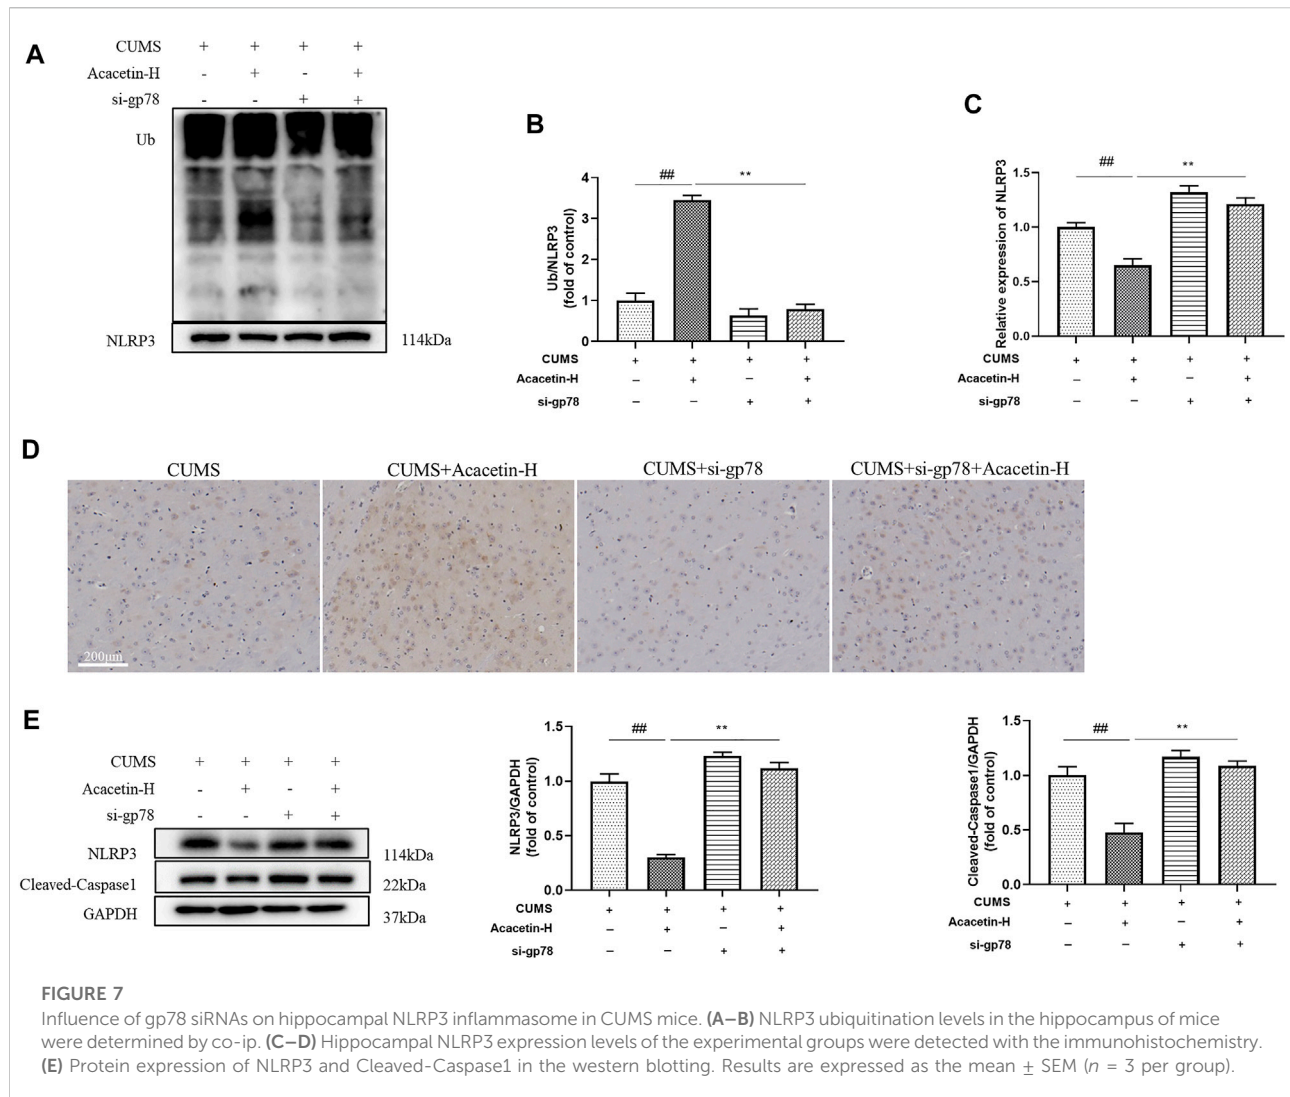 A
CUMS + + + +
Acacetin-H - + - +
si-gp78 - - + +
Ub
NLRP3 114kDa
B
## **
Ub/NLRP3
(fold of control)
4
3
2
1
0
CUMS + + + +
Acacetin-H – + – +
si-gp78 – – + +
C
## **
Relative expression of NLRP3
1.5
1.0
0.5
0.0
CUMS + + + +
Acacetin-H – + – +
si-gp78 – – + +
D
CUMS CUMS+Acacetin-H CUMS+si-gp78 CUMS+si-gp78+Acacetin-H
200μm
E
CUMS + + + +
Acacetin-H - + - +
si-gp78 - - + +
NLRP3 114kDa
Cleaved-Caspase1 22kDa
GAPDH 37kDa
## **
NLRP3/GAPDH
(fold of control)
1.5
1.0
0.5
0.0
CUMS + + + +
Acacetin-H – + – +
si-gp78 – – + +
## **
Cleaved-Caspase1/GAPDH
(fold of control)
1.5
1.0
0.5
0.0
CUMS + + + +
Acacetin-H – + – +
si-gp78 – – + +
FIGURE 7
Influence of gp78 siRNAs on hippocampal NLRP3 inflammasome in CUMS mice. (A–B) NLRP3 ubiquitination levels in the hippocampus of mice
were determined by co-ip. (C–D) Hippocampal NLRP3 expression levels of the experimental groups were detected with the immunohistochemistry.
(E) Protein expression of NLRP3 and Cleaved-Caspase1 in the western blotting. Results are expressed as the mean ± SEM (n = 3 per group).